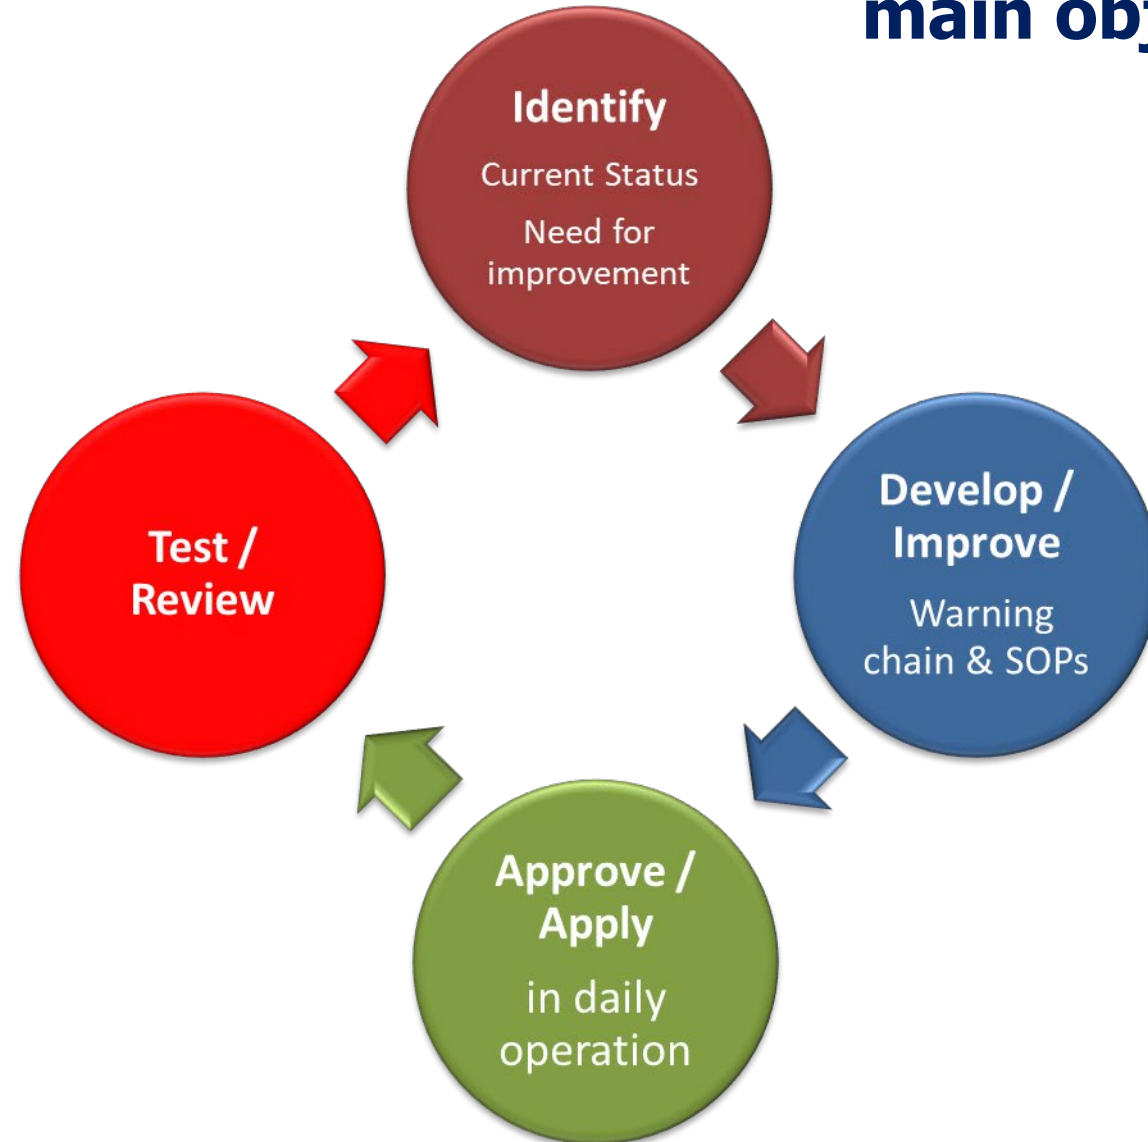 main obj
Identify
Current Status
Need for
improvement
Develop /
Improve
Warning
chain & SOPs
Test /
Review
Approve /
Apply
in daily
operation